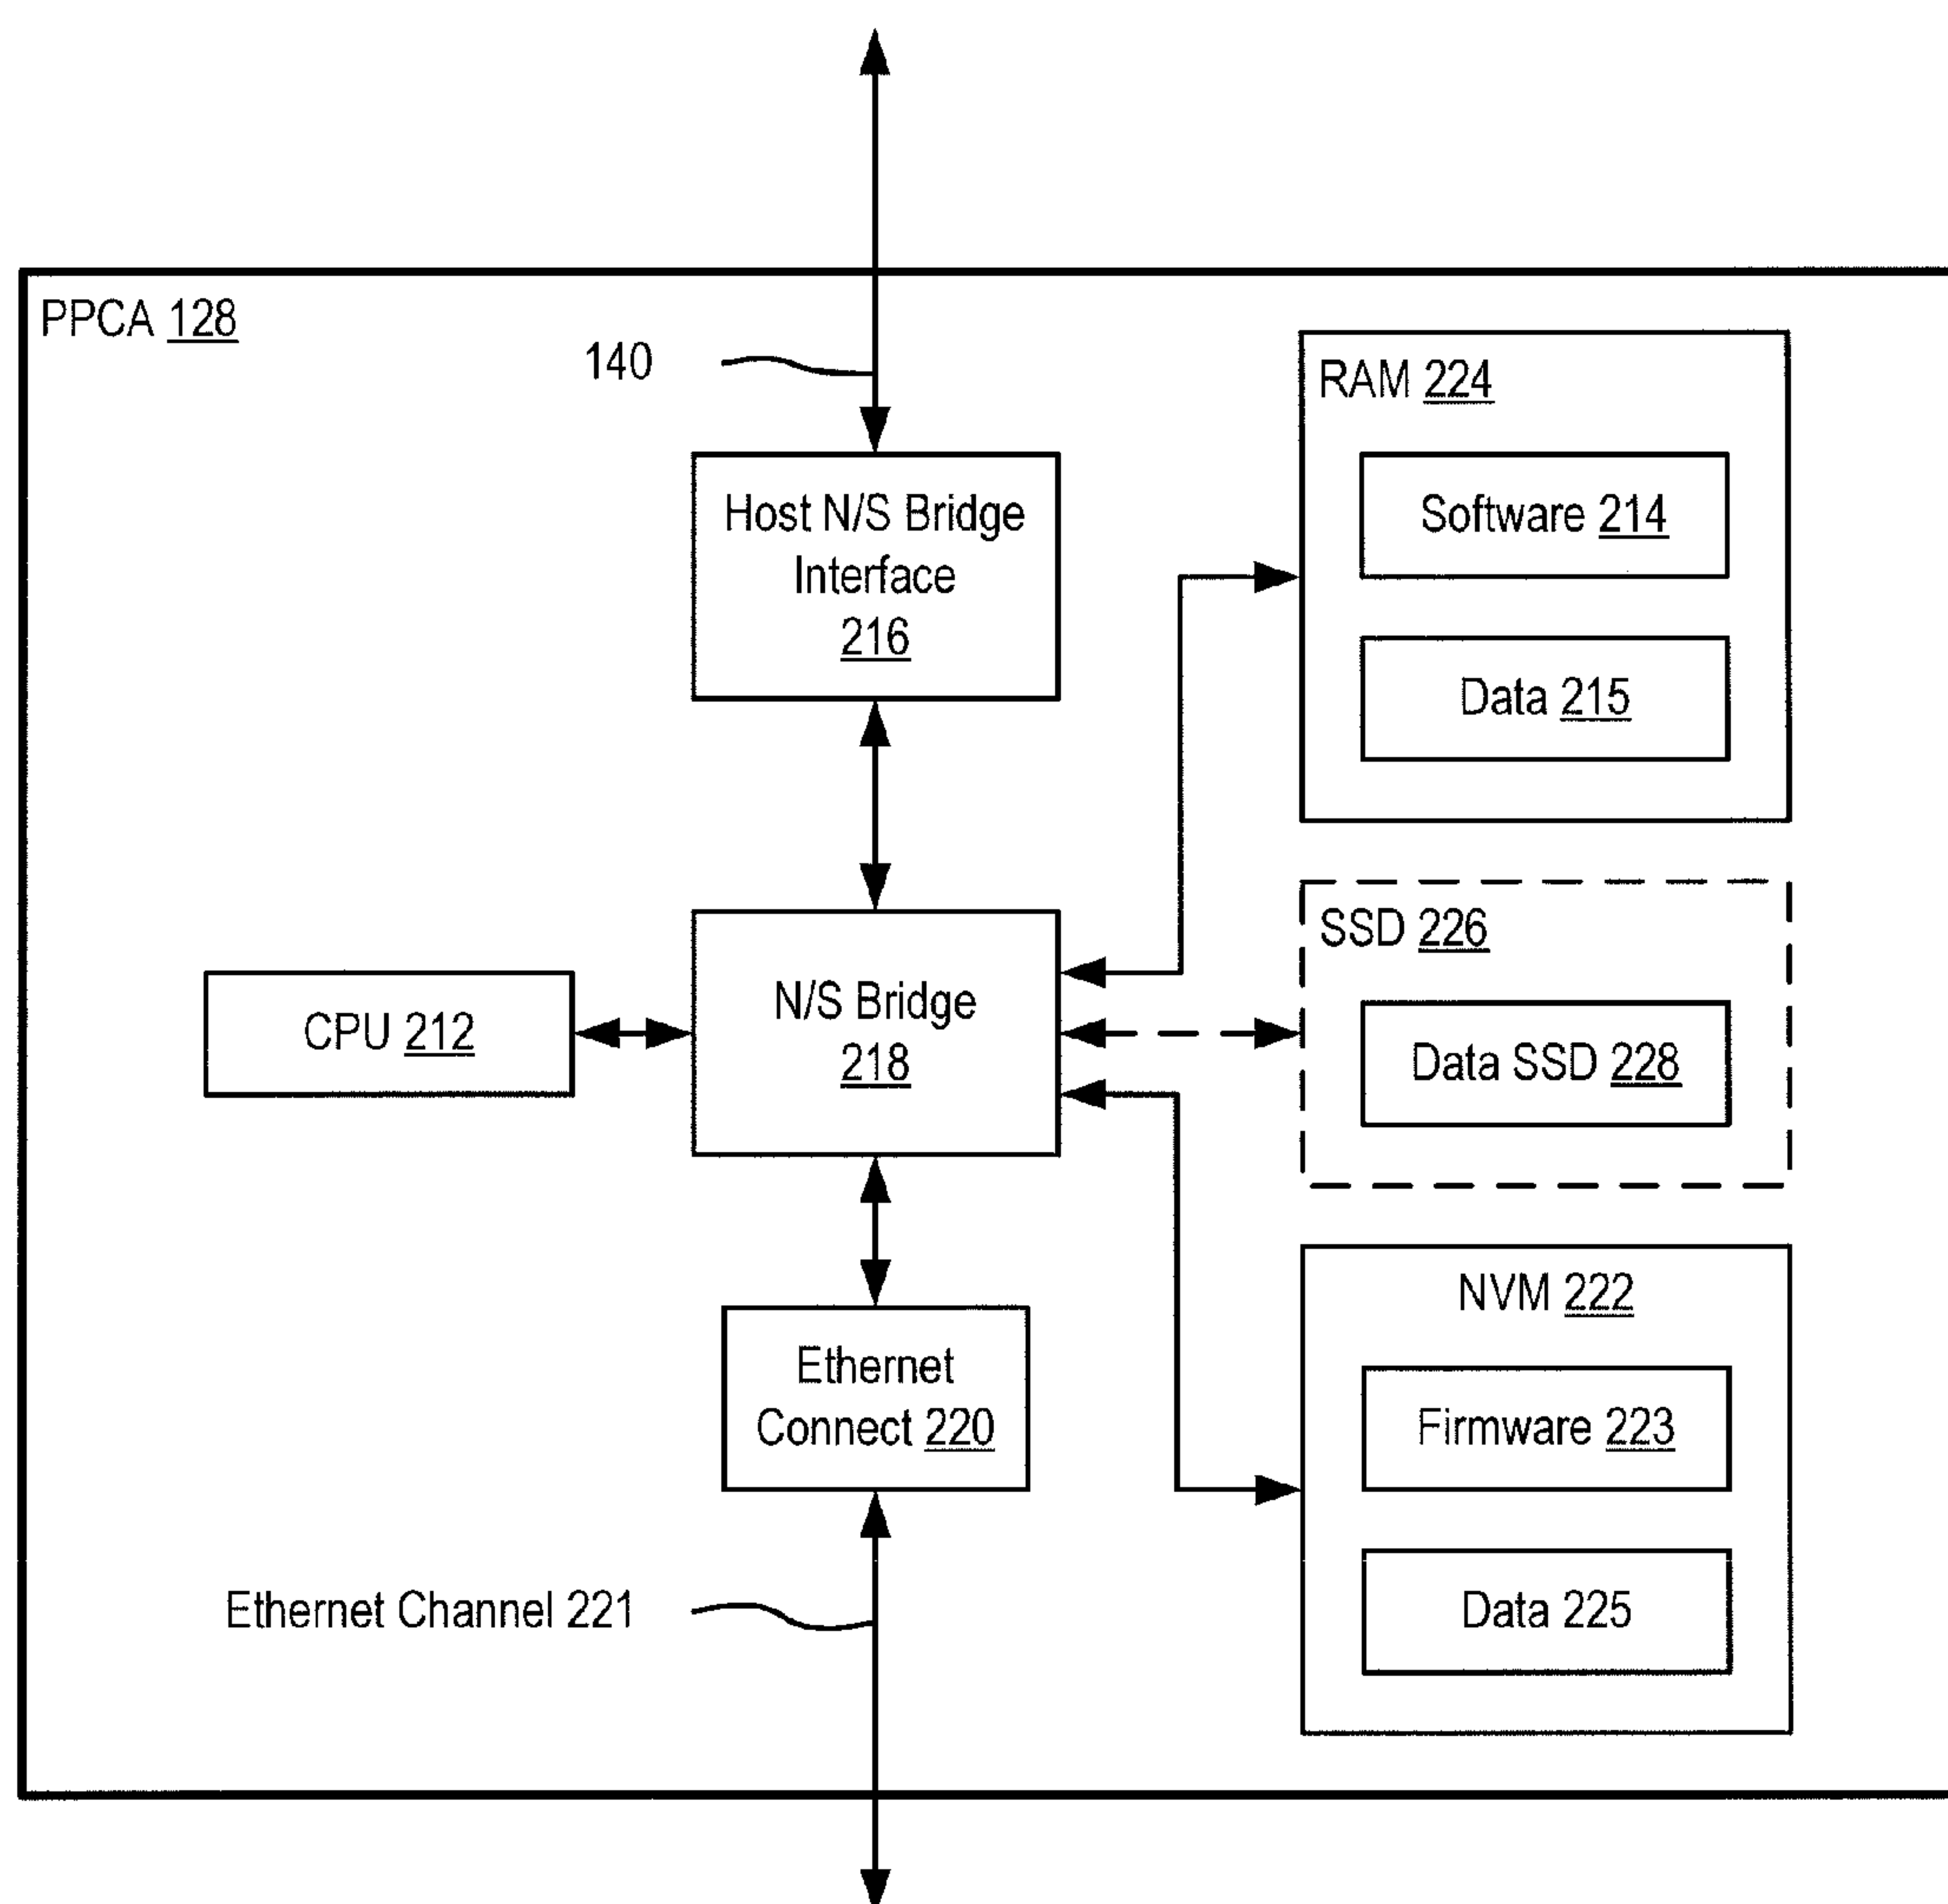 PPCA 128
140
Host N/S Bridge
Interface
216
RAM 224
Software 214
Data 215
N/S Bridge
218
CPU 212
SSD 226
Data SSD 228
Ethernet
Connect 220
Ethernet Channel 221
NVM 222
Firmware 223
Data 225